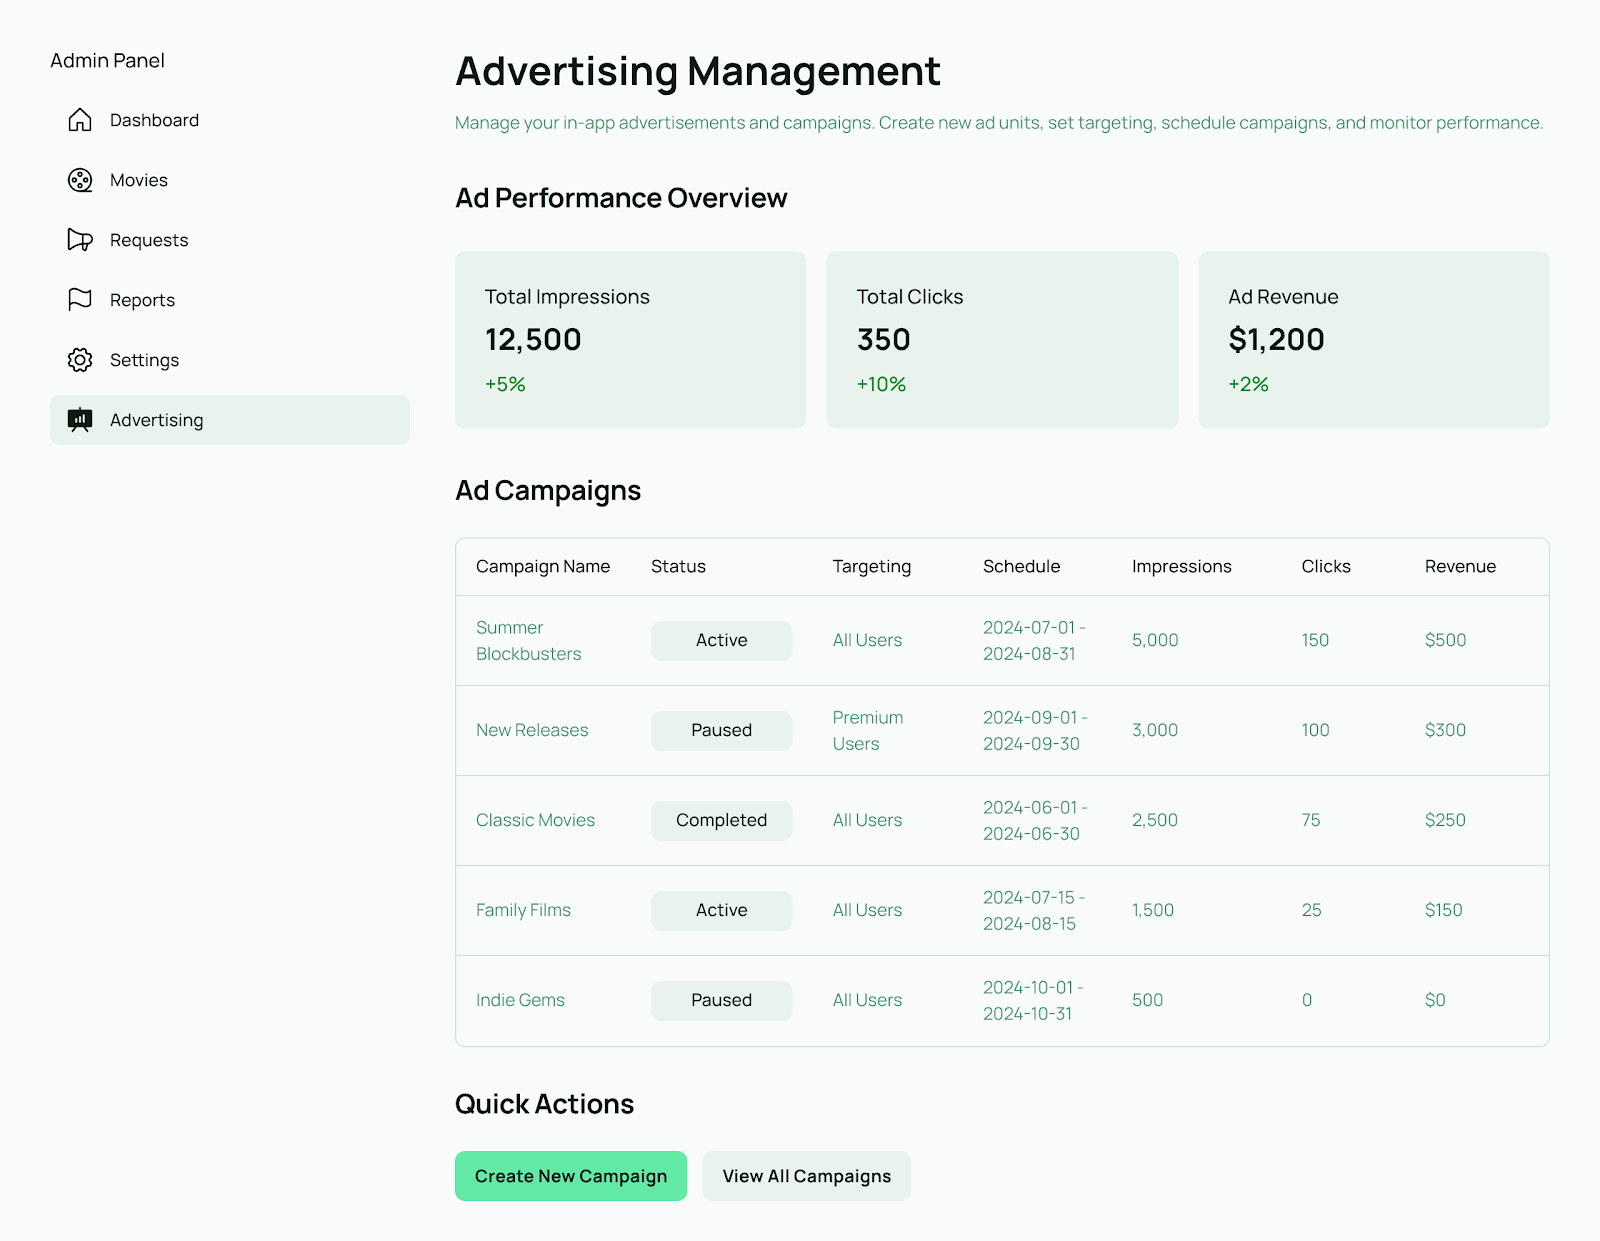 Admin Panel
Dashboard
Movies
Requests
Reports
Settings
Advertising
Advertising Management
Manage your in-app advertisements and campaigns. Create new ad units, set targeting, schedule campaigns, and monitor performance.
Ad Performance Overview
Total Impressions
12,500
+5%
Total Clicks
350
+10%
Ad Revenue
$1,200
+2%
Ad Campaigns
Campaign Name Status Targeting Schedule Impressions Clicks Revenue
Summer
Blockbusters
Active
All Users
2024-07-01 -
2024-08-31
5,000
150
$500
New Releases
Paused
Premium
Users
2024-09-01 -
2024-09-30
3,000
100
$300
Classic Movies
Completed
All Users
2024-06-01 -
2024-06-30
2,500
75
$250
Family Films
Active
All Users
2024-07-15 -
2024-08-15
1,500
25
$150
Indie Gems
Paused
All Users
2024-10-01 -
2024-10-31
500
0
$0
Quick Actions
Create New Campaign
View All Campaigns